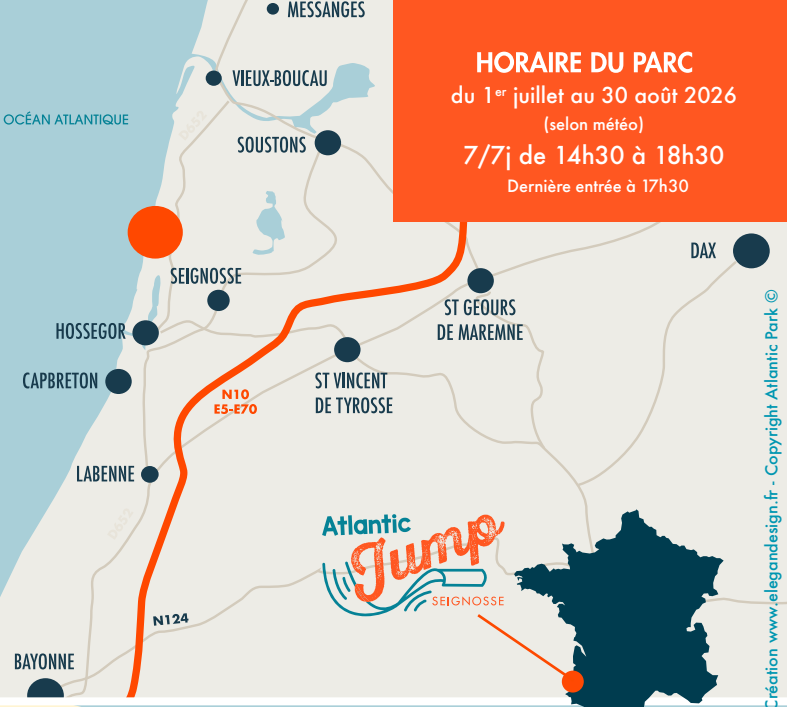 MESSANGES
HORAIRE DU PARC
du 1er juillet au 30 août 2026
(selon météo)
7/7j de 14h30 à 18h30
Dernière entrée à 17h30
VIEUX-BOUCAU
OCÉAN ATLANTIQUE
D652
SOUSTONS
DAX
SEIGNOSSE
ST GEOURS
DE MAREMNE
HOSSEGOR
CAPBRETON
ST VINCENT
DE TYROSSE
N10
E5-E70
LABENNE
D652
Atlantic
Jump
SEIGNOSSE
N124
BAYONNE
Création www.elegandesign.fr - Copyright Atlantic Park ©